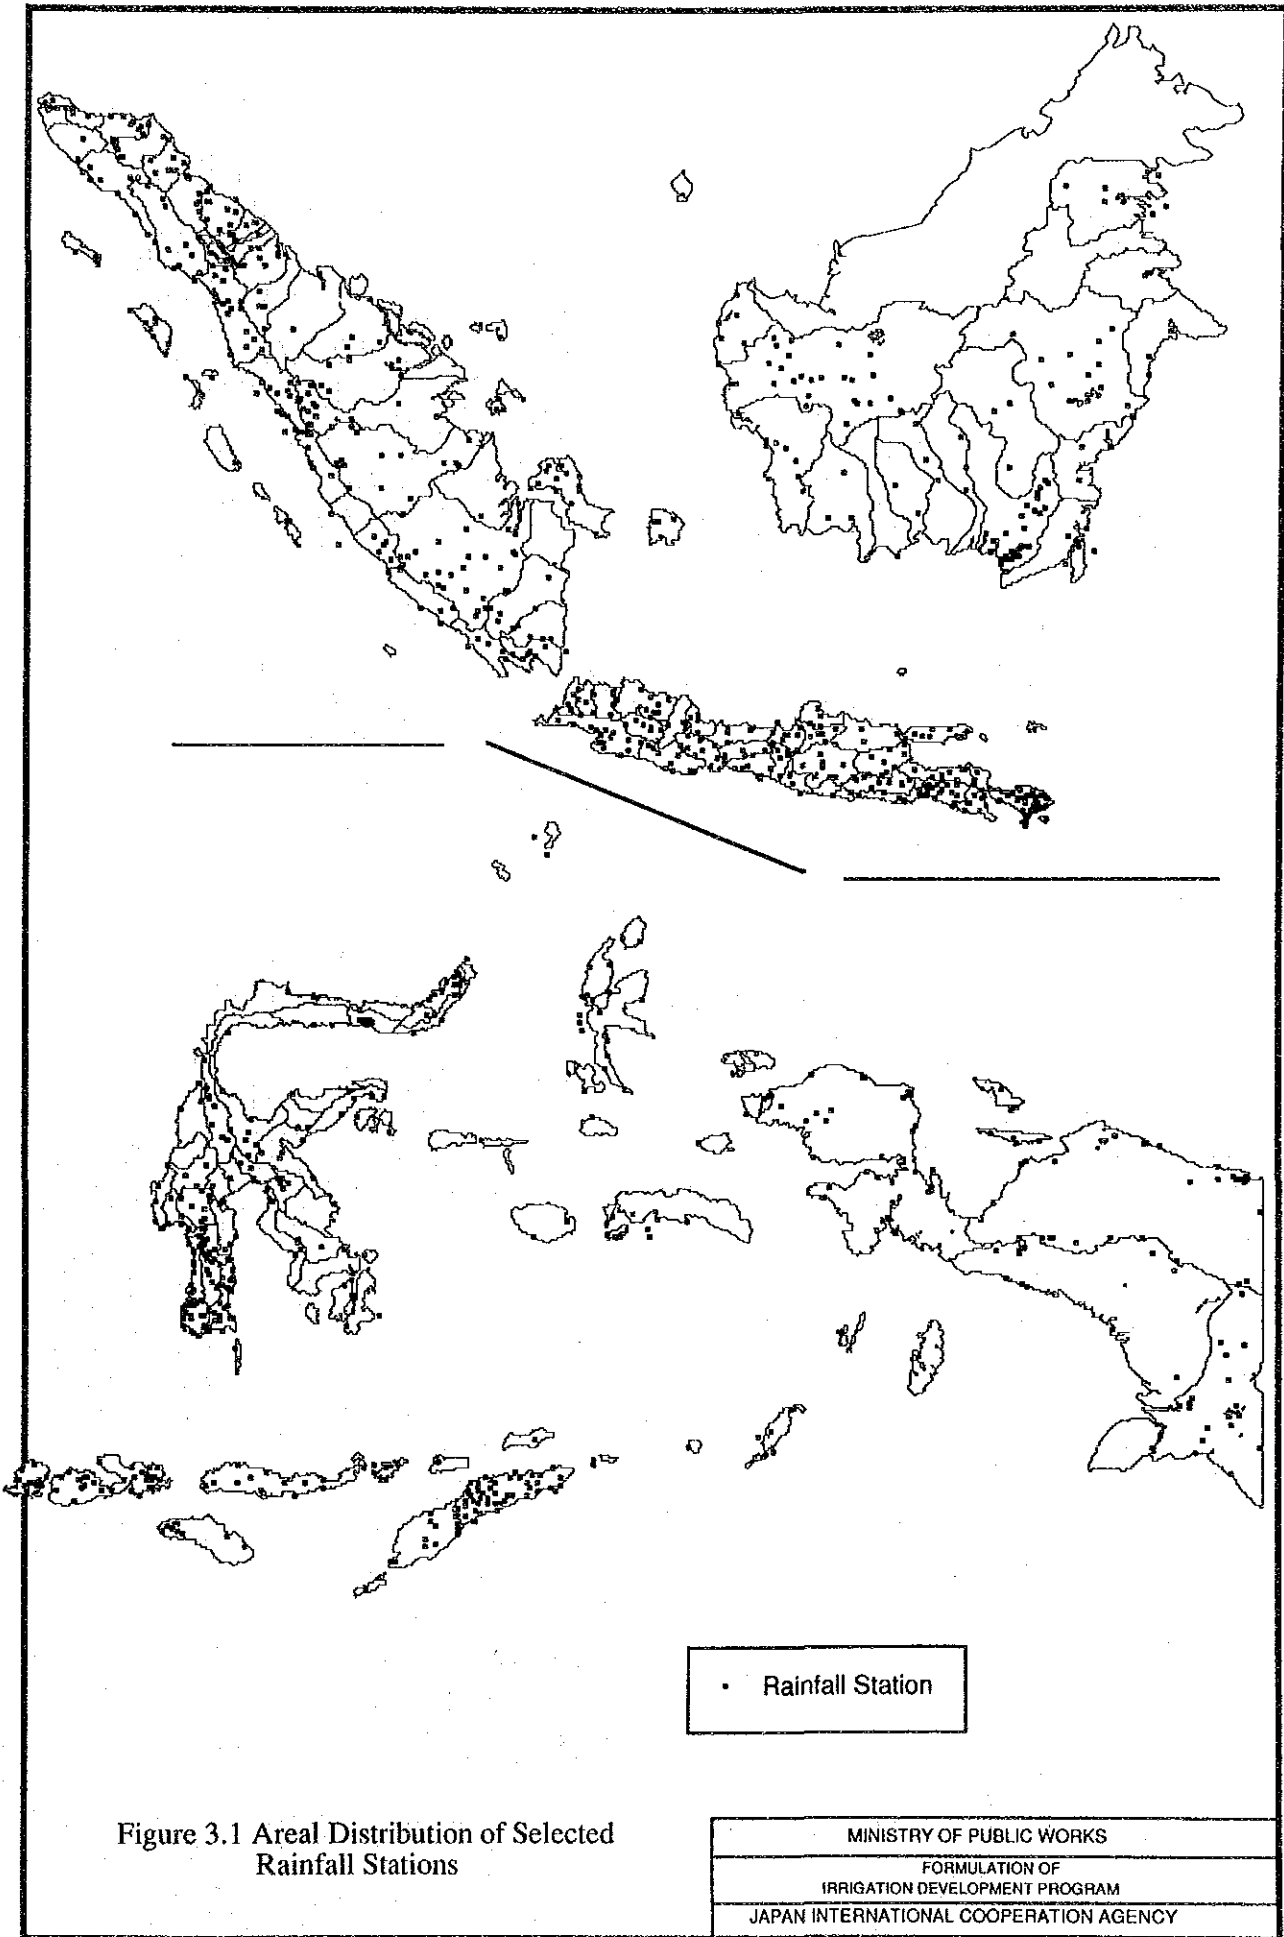 Rainfall Station
Figure 3.1 Areal Distribution of Selected
Rainfall Stations
MINISTRY OF PUBLIC WORKS
FORMULATION OF
IRRIGATION DEVELOPMENT PROGRAM
JAPAN INTERNATIONAL COOPERATION AGENCY